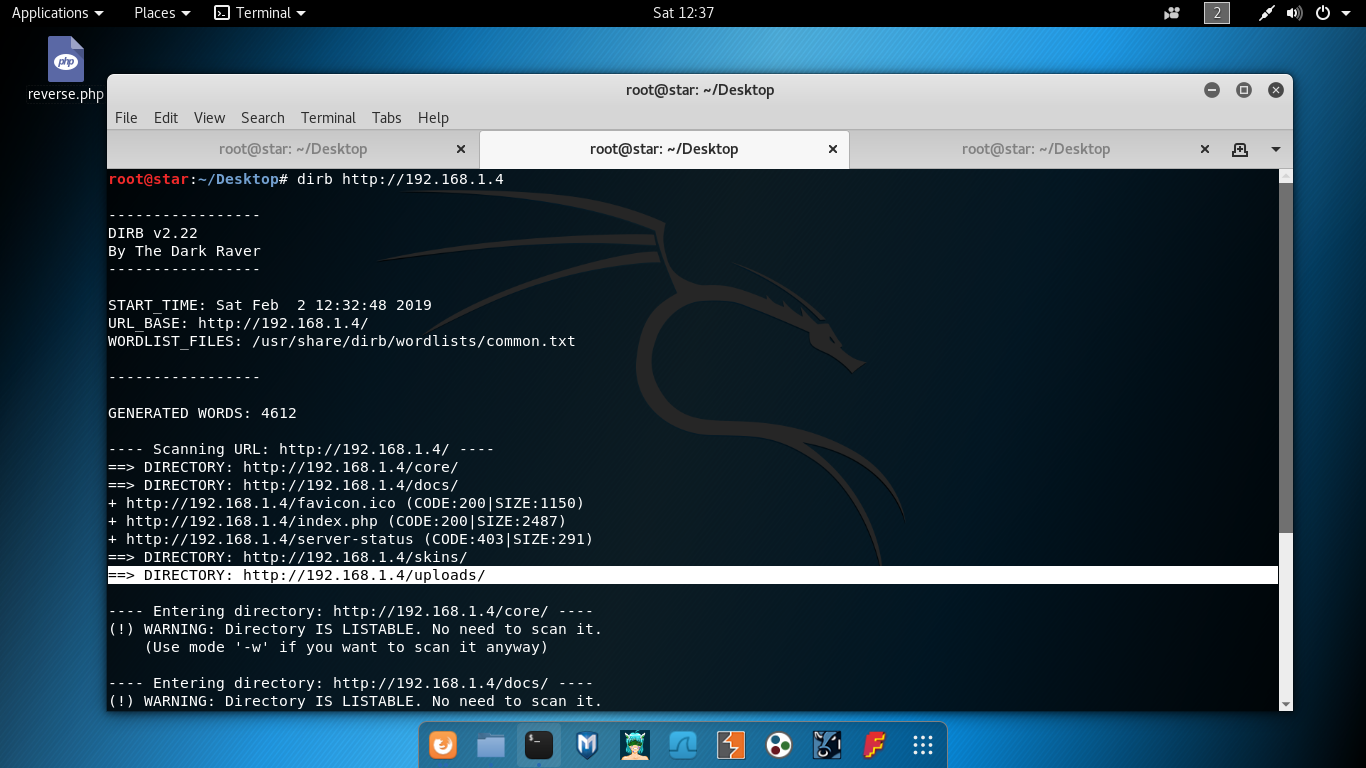 Applications Places Terminal Sat 12:37 2
php
reverse.php
root@star: ~/Desktop
File Edit View Search Terminal Tabs Help
root@star: ~/Desktop root@star: ~/Desktop root@star: ~/Desktop
root@star:~/Desktop# dirb http://192.168.1.4
-----------------
DIRB v2.22
By The Dark Raver
-----------------
START_TIME: Sat Feb  2 12:32:48 2019
URL_BASE: http://192.168.1.4/
WORDLIST_FILES: /usr/share/dirb/wordlists/common.txt
-----------------
GENERATED WORDS: 4612
---- Scanning URL: http://192.168.1.4/ ----
==> DIRECTORY: http://192.168.1.4/core/
==> DIRECTORY: http://192.168.1.4/docs/
+ http://192.168.1.4/favicon.ico (CODE:200|SIZE:1150)
+ http://192.168.1.4/index.php (CODE:200|SIZE:2487)
+ http://192.168.1.4/server-status (CODE:403|SIZE:291)
==> DIRECTORY: http://192.168.1.4/skins/
==> DIRECTORY: http://192.168.1.4/uploads/
---- Entering directory: http://192.168.1.4/core/ ----
(!) WARNING: Directory IS LISTABLE. No need to scan it.
(Use mode '-w' if you want to scan it anyway)
---- Entering directory: http://192.168.1.4/docs/ ----
(!) WARNING: Directory IS LISTABLE. No need to scan it.